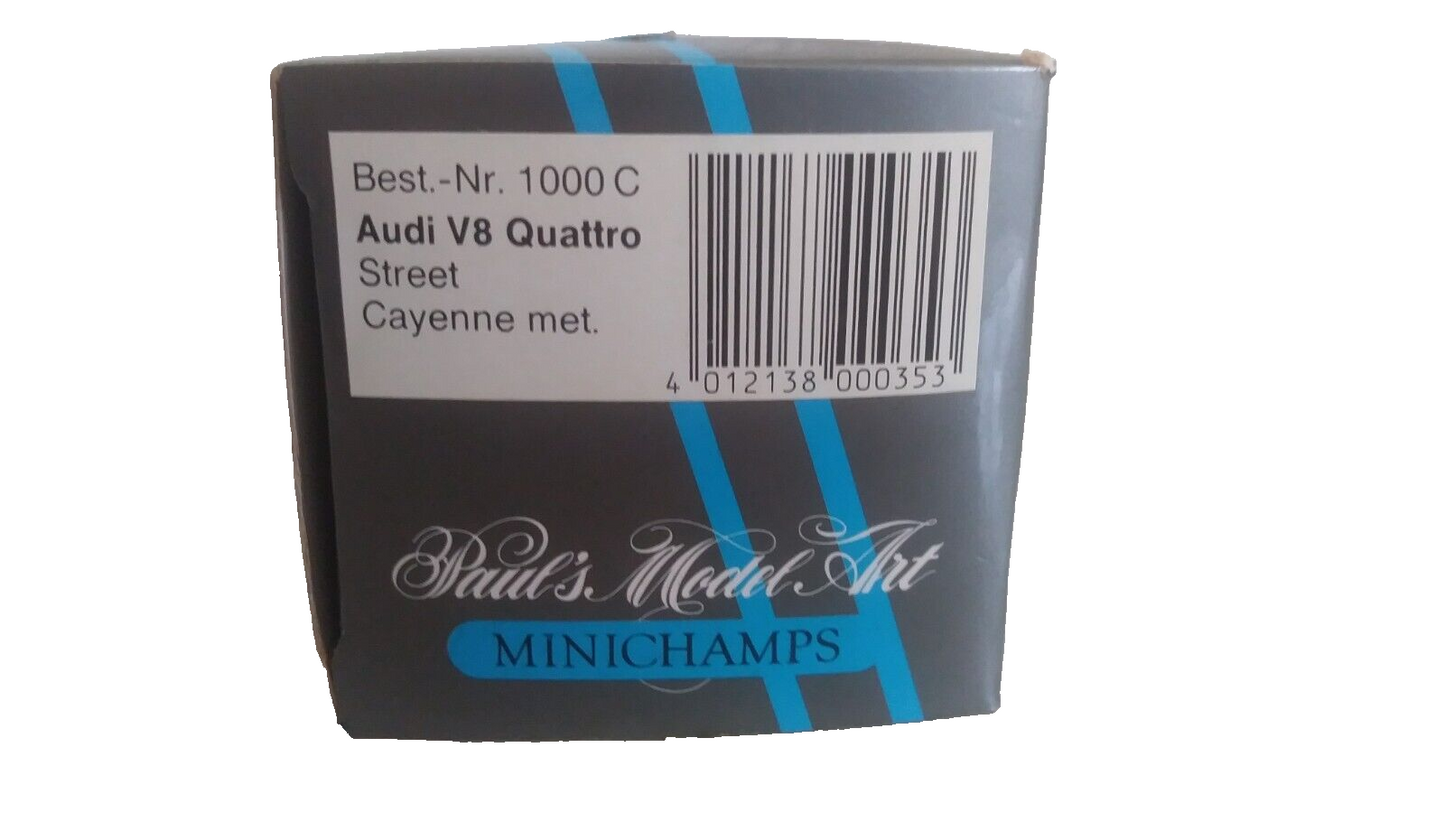 Best.-Nr. 1000 C
Audi V8 Quattro
Street
Cayenne met.
4 012138 000353
Paul's Model Art
MINICHAMPS